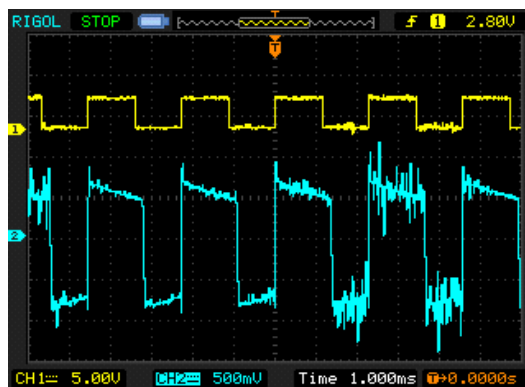 RIGOL STOP T 1 2.80V
T
1
2
CH1 5.00V CH2 500mV Time 1.000ms T→0.0000s